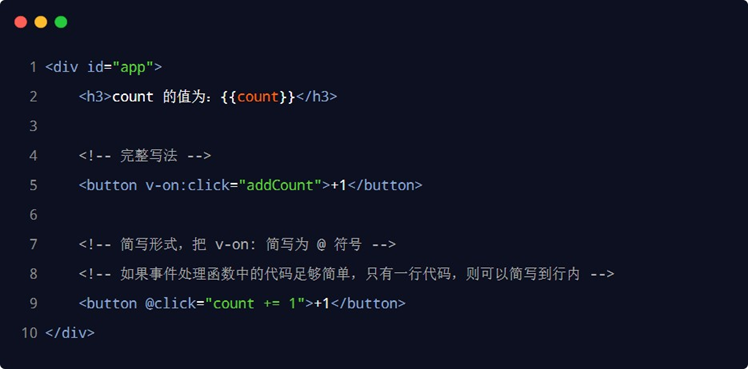 1 <div id="app">
2 <h3>count 的值为：{{count}}</h3>
3
4 <!-- 完整写法 -->
5 <button v-on:click="addCount">+1</button>
6
7 <!-- 简写形式，把 v-on: 简写为 @ 符号 -->
8 <!-- 如果事件处理函数中的代码足够简单，只有一行代码，则可以简写到行内 -->
9 <button @click="count += 1">+1</button>
10 </div>